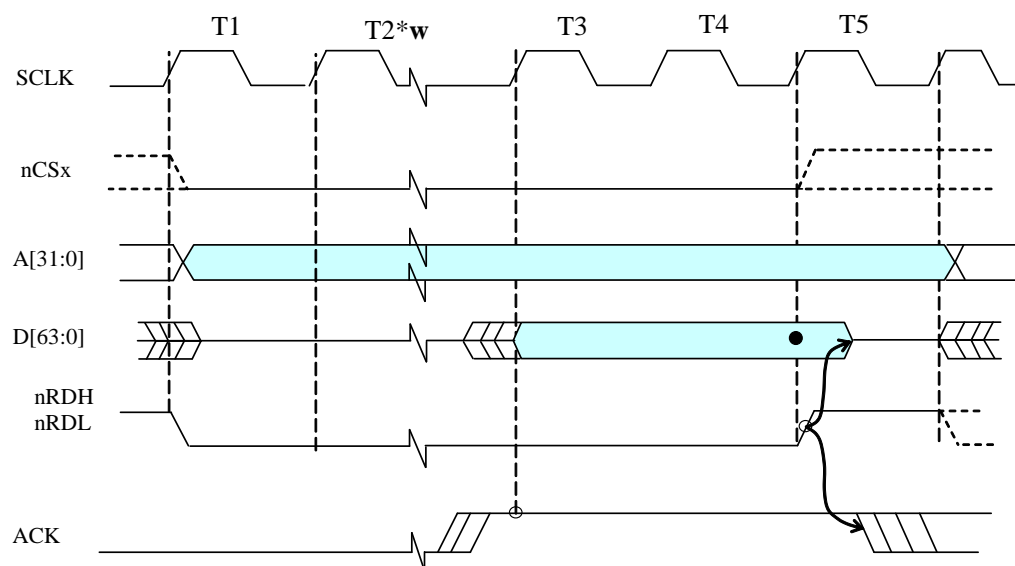 T1 T2*w T3 T4 T5
SCLK
nCSx
A[31:0]
D[63:0]
nRDH
nRDL
ACK